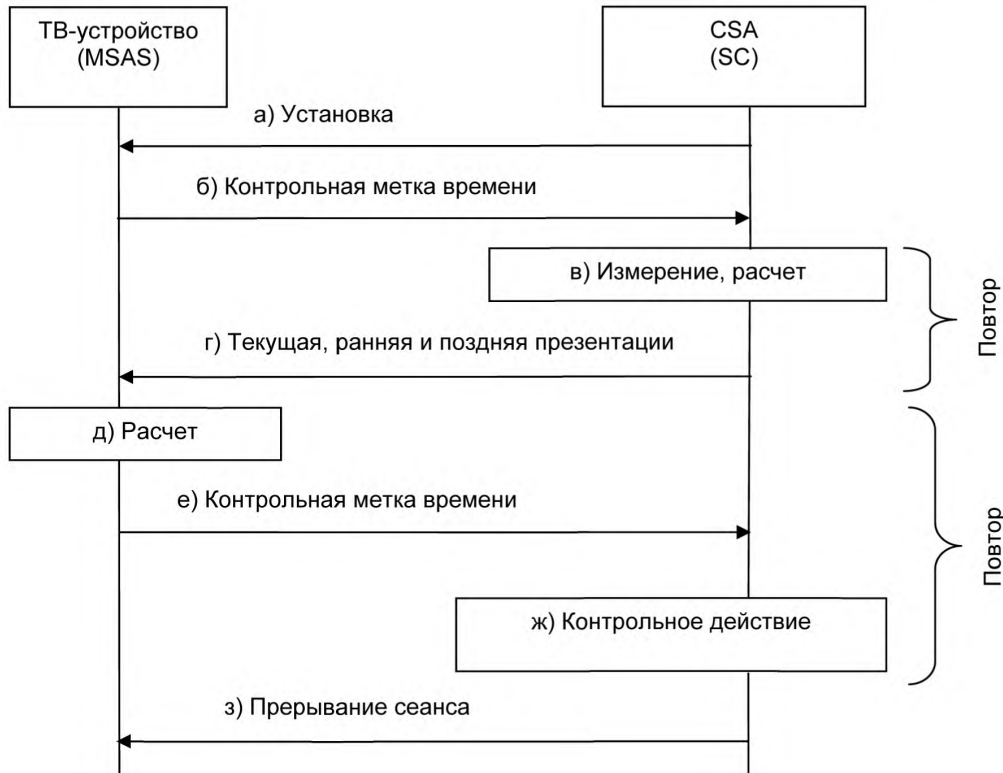 ТВ-устройство
(MSAS)
CSA
(SC)
а) Установка
б) Контрольная метка времени
в) Измерение, расчет
Повтор
г) Текущая, ранняя и поздняя презентации
д) Расчет
е) Контрольная метка времени
Повтор
ж) Контрольное действие
з) Прерывание сеанса